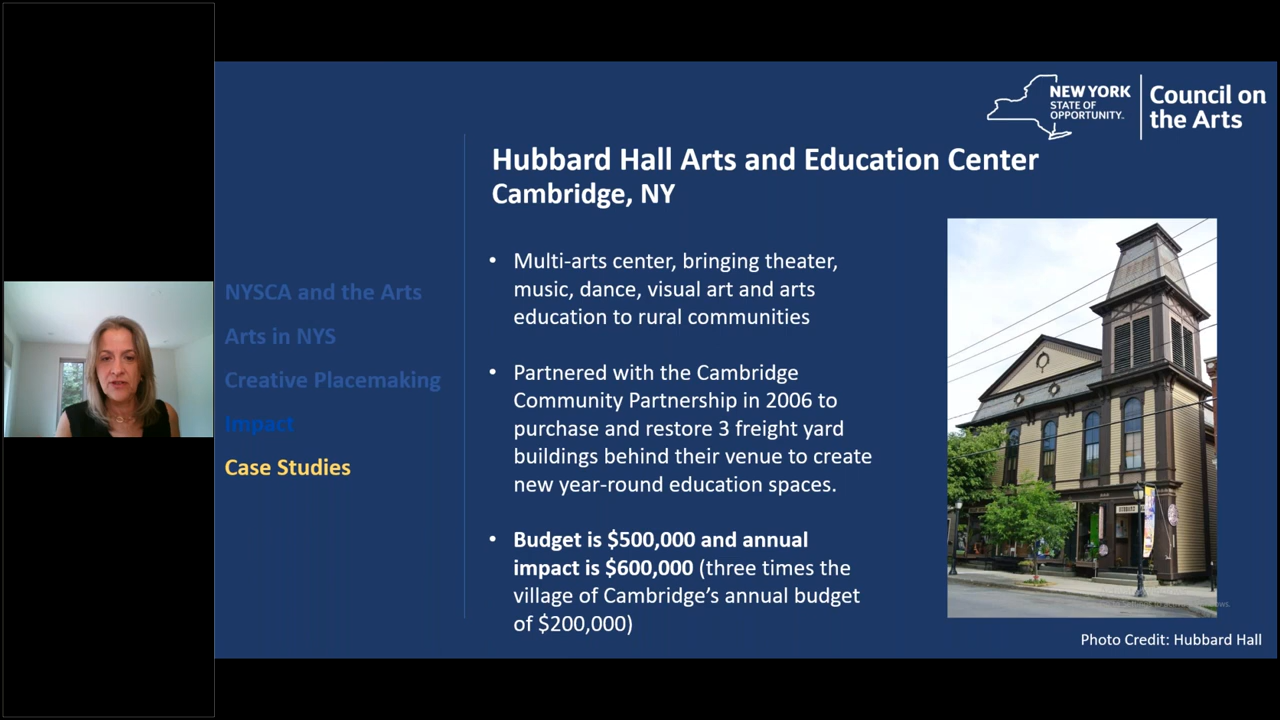 NEW YORK
STATE OF
OPPORTUNITY.
Council on
the Arts
Hubbard Hall Arts and Education Center
Cambridge, NY
NYSCA and the Arts
Arts in NYS
Creative Placemaking
Impact
Case Studies
• Multi-arts center, bringing theater,
music, dance, visual art and arts
education to rural communities
• Partnered with the Cambridge
Community Partnership in 2006 to
purchase and restore 3 freight yard
buildings behind their venue to create
new year-round education spaces.
• Budget is $500,000 and annual
impact is $600,000 (three times the
village of Cambridge’s annual budget
of $200,000)
Photo Credit: Hubbard Hall